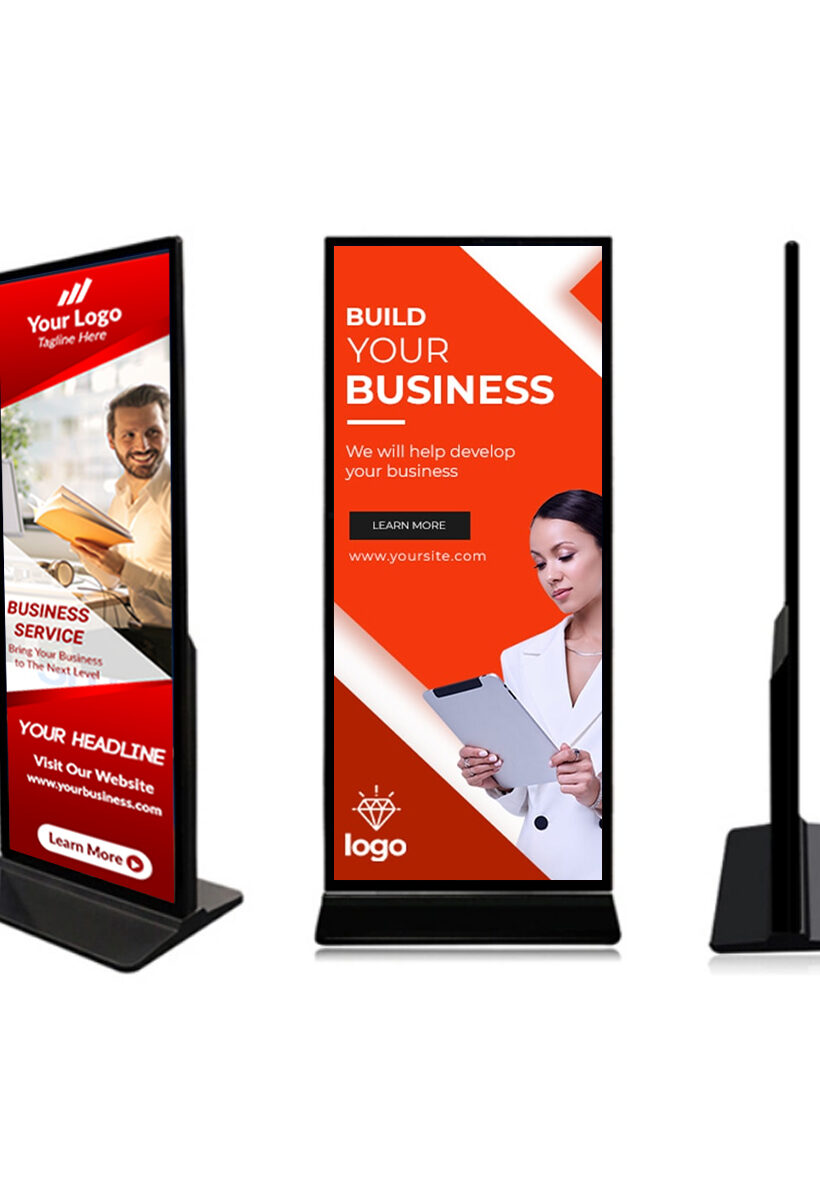 Your Logo
Tagline Here
BUSINESS
SERVICE
Bring Your Business
to The Next Level
YOUR HEADLINE
Visit Our Website
www.yourbusiness.com
Learn More
BUILD
YOUR
BUSINESS
We will help develop
your business
LEARN MORE
www.yoursite.com
logo